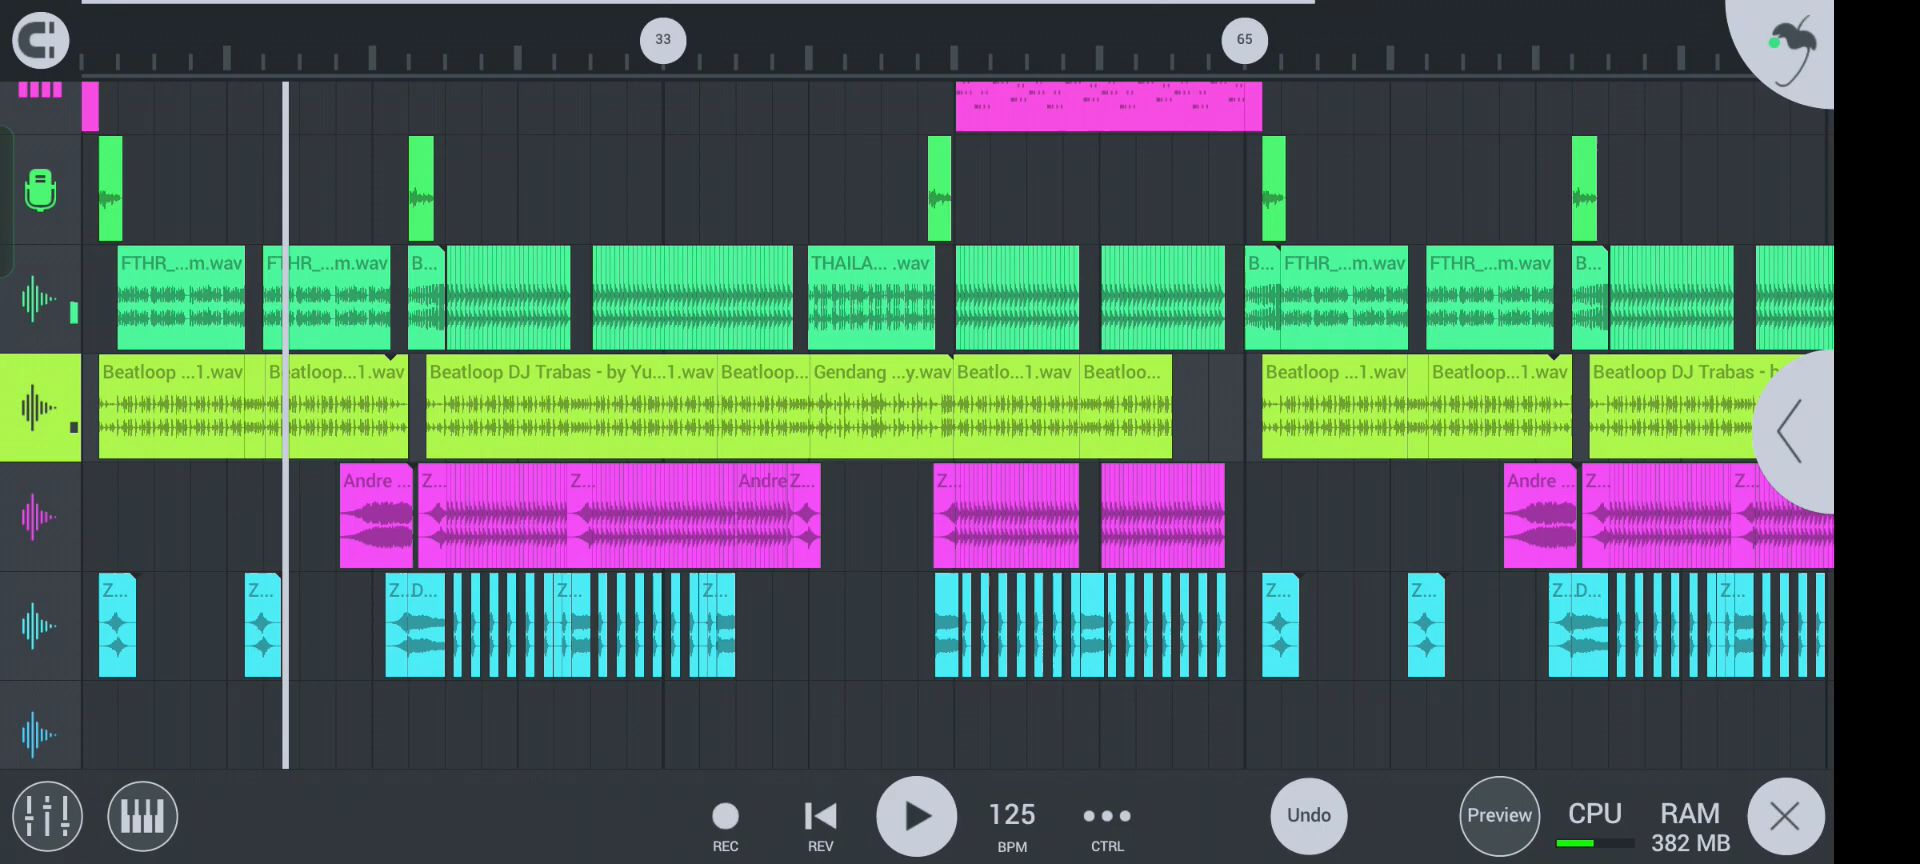 33
65
FTHR_...m.wav
FTHR_...m.wav
B...
THAILA... .wav
B...
FTHR_...m.wav
FTHR_...m.wav
B...
Beatloop ...1.wav
Beatloop...1.wav
Beatloop DJ Trabas - by Yu...1.wav
Beatloop...
Gendang ...y.wav
Beatlo...1.wav
Beatloo...
Beatloop ...1.wav
Beatloop...1.wav
Beatloop DJ Trabas - b
Andre ...
Z...
Z...
Andre
Z...
Z...
Andre ...
Z...
Z...
Z...
Z...
Z...
D...
Z...
Z...
Z...
Z...
Z...
D...
Z...
REC
REV
125
BPM
CTRL
Undo
Preview
CPU
RAM
382 MB